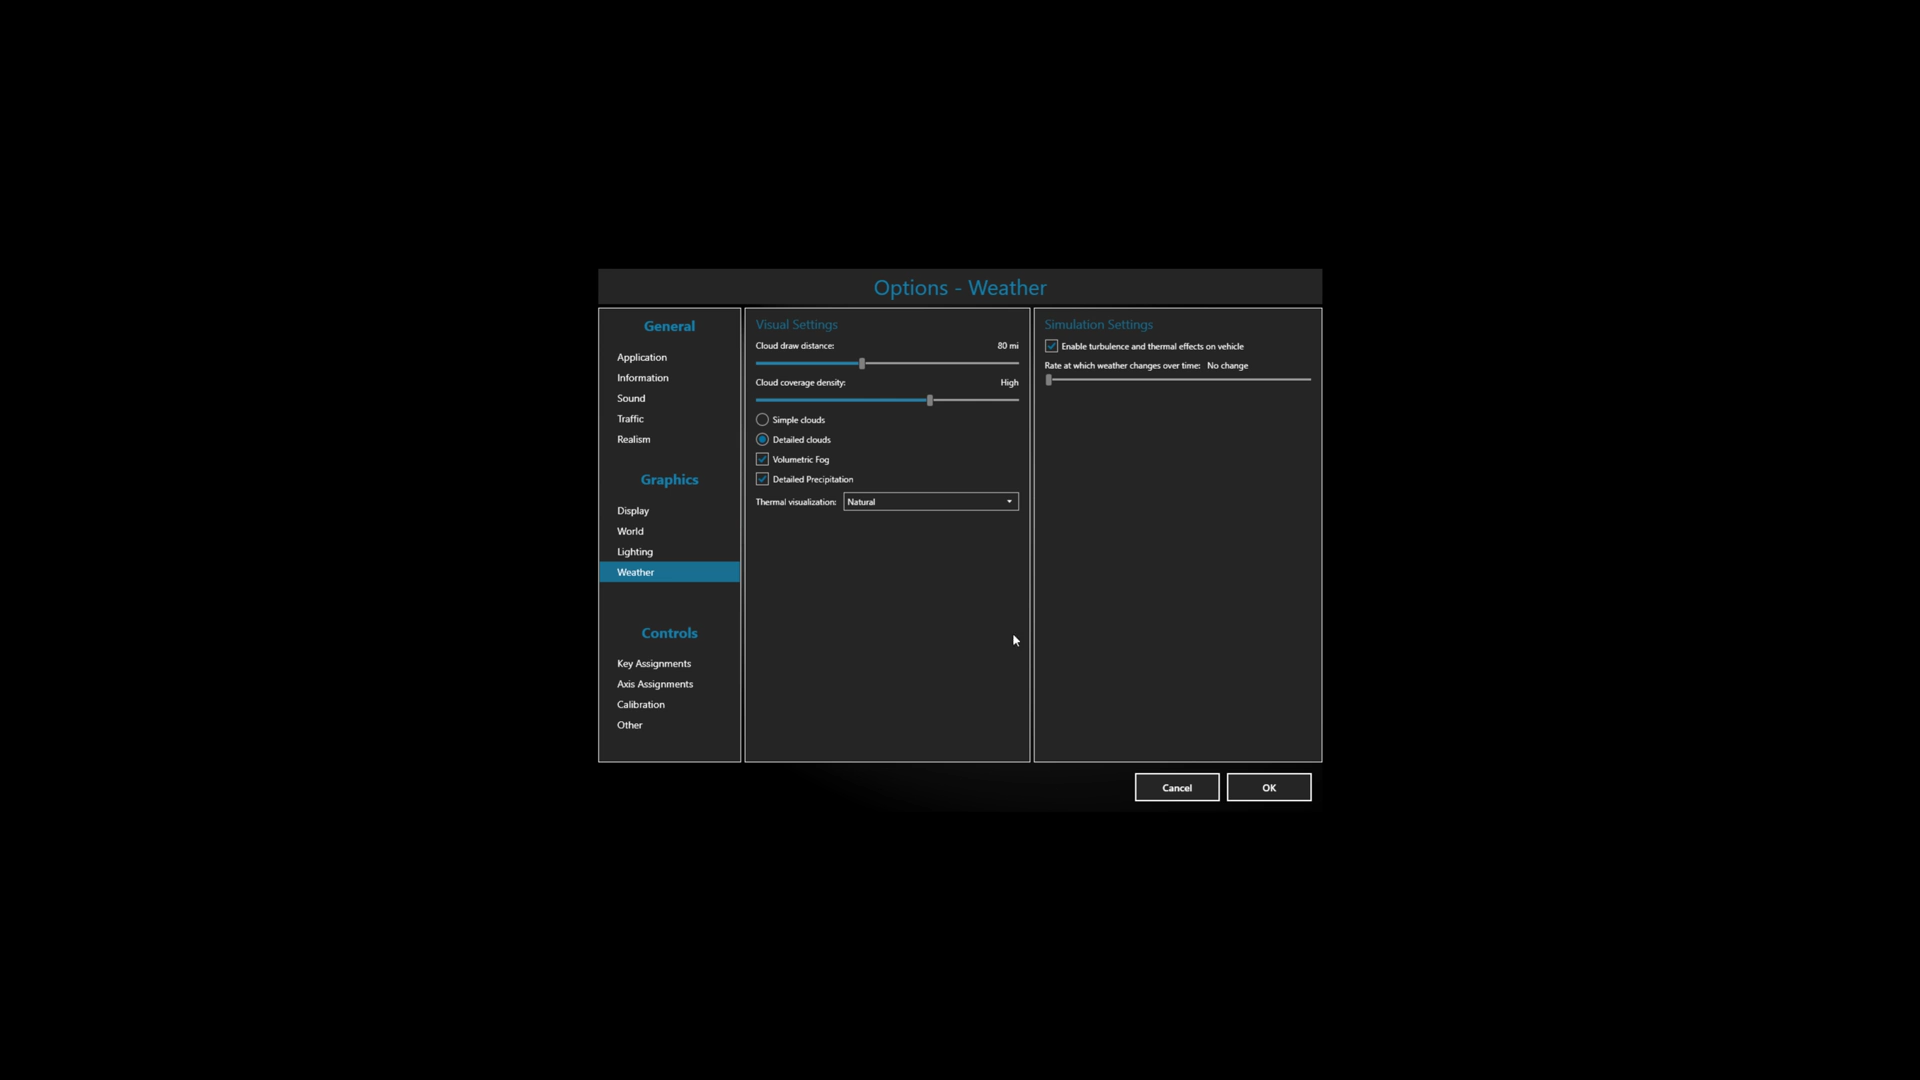 Options - Weather
General
Application
Information
Sound
Traffic
Realism
Graphics
Display
World
Lighting
Weather
Controls
Key Assignments
Axis Assignments
Calibration
Other
Visual Settings
Cloud draw distance: 80 mi
Cloud coverage density: High
Simple clouds
Detailed clouds
Volumetric Fog
Detailed Precipitation
Thermal visualization: Natural
Simulation Settings
Enable turbulence and thermal effects on vehicle
Rate at which weather changes over time: No change
Cancel OK